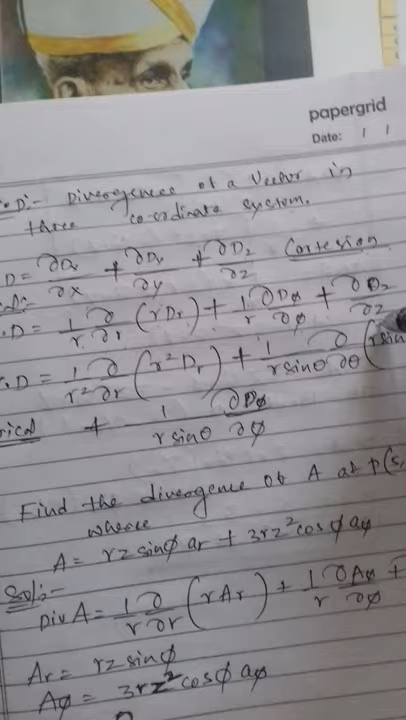 papergrid
Date: / /
D:- Divergence of a Vector in
three co-ordinate system.
D = ∂Dx/∂x + ∂Dy/∂y + ∂Dz/∂z Cartesian
.D = 1/r ∂/∂r (rDr) + 1/r ∂Dφ/∂φ + ∂Dz/∂z
.D = 1/r² ∂/∂r (r²Dr) + 1/r sinθ ∂/∂θ (sin
rical + 1/r sinθ ∂Dφ/∂φ
Find the divergence of A at P(5,
where
A = rz sinφ ar + 3rz² cosφ aφ
Sol:-
Div A = 1/r ∂/∂r (rAr) + 1/r ∂Aφ/∂φ +
Ar = rz sinφ
Aφ = 3rz² cosφ aφ